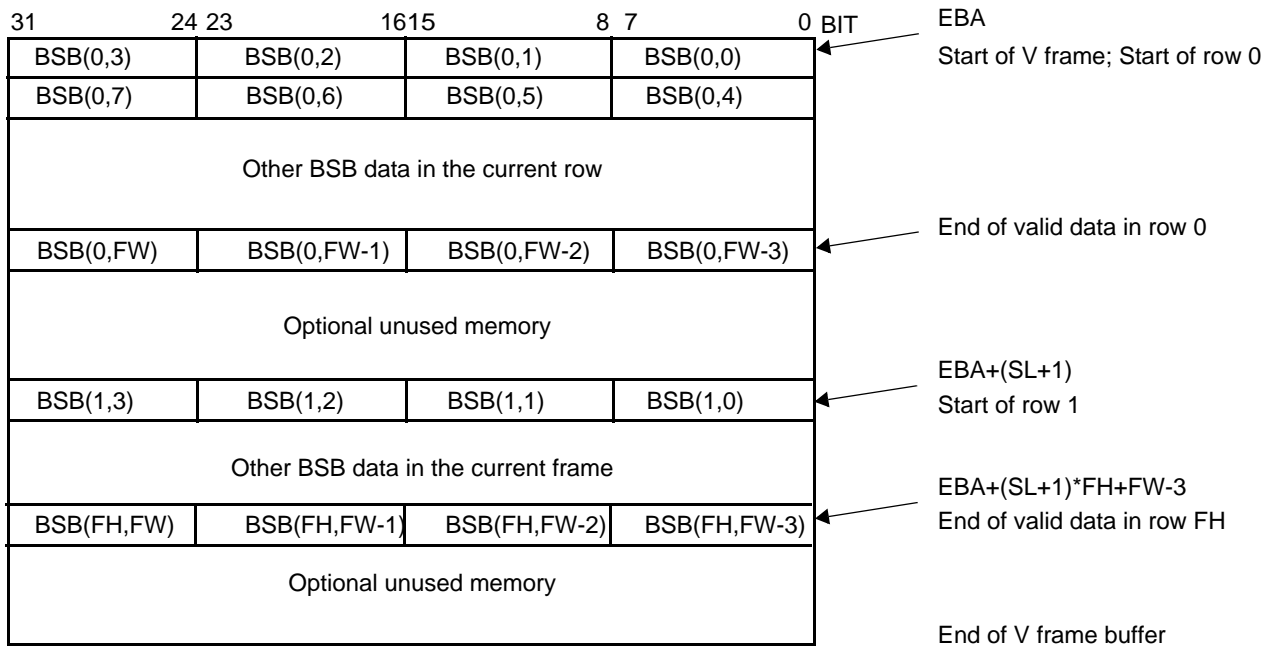 31 24 23 1615 8 7 0 BIT
EBA
Start of V frame; Start of row 0
BSB(0,3) BSB(0,2) BSB(0,1) BSB(0,0)
BSB(0,7) BSB(0,6) BSB(0,5) BSB(0,4)
Other BSB data in the current row
End of valid data in row 0
BSB(0,FW) BSB(0,FW-1) BSB(0,FW-2) BSB(0,FW-3)
Optional unused memory
EBA+(SL+1)
Start of row 1
BSB(1,3) BSB(1,2) BSB(1,1) BSB(1,0)
Other BSB data in the current frame
EBA+(SL+1)*FH+FW-3
End of valid data in row FH
BSB(FH,FW) BSB(FH,FW-1) BSB(FH,FW-2) BSB(FH,FW-3)
Optional unused memory
End of V frame buffer